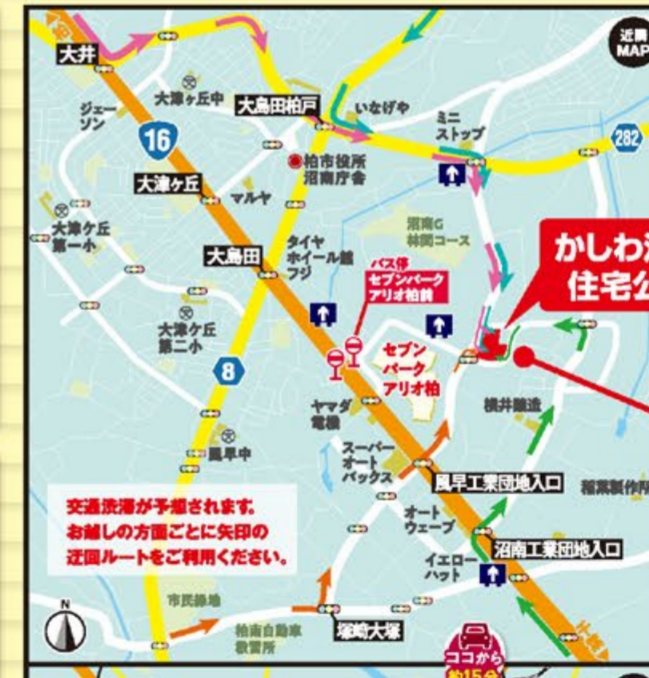 近隣
MAP
大井
ジェー
ソン
大津ヶ丘中
大島田柏戸
いなげや
ミニ
ストップ
282
16
柏市役所
沼南庁舎
大津ヶ丘
マルヤ
大津ケ丘
第一小
沼南G
林間コース
かしわ
住宅公
大島田
タイヤ
ホイール館
フジ
バス停
セブンパーク
アリオ柏前
大津ケ丘
第二小
8
セブン
パーク
アリオ柏
ヤマダ
電機
横井醸造
風早中
スーパー
オート
バックス
風早工業団地入口
稲葉製作所
交通渋滞が予想されます。
お越しの方面ごとに矢印の
迂回ルートをご利用ください。
オート
ウェーブ
沼南工業団地入口
イエロー
ハット
市民緑地
N
柏南自動車
教習所
塚崎大塚
ココから
約15分